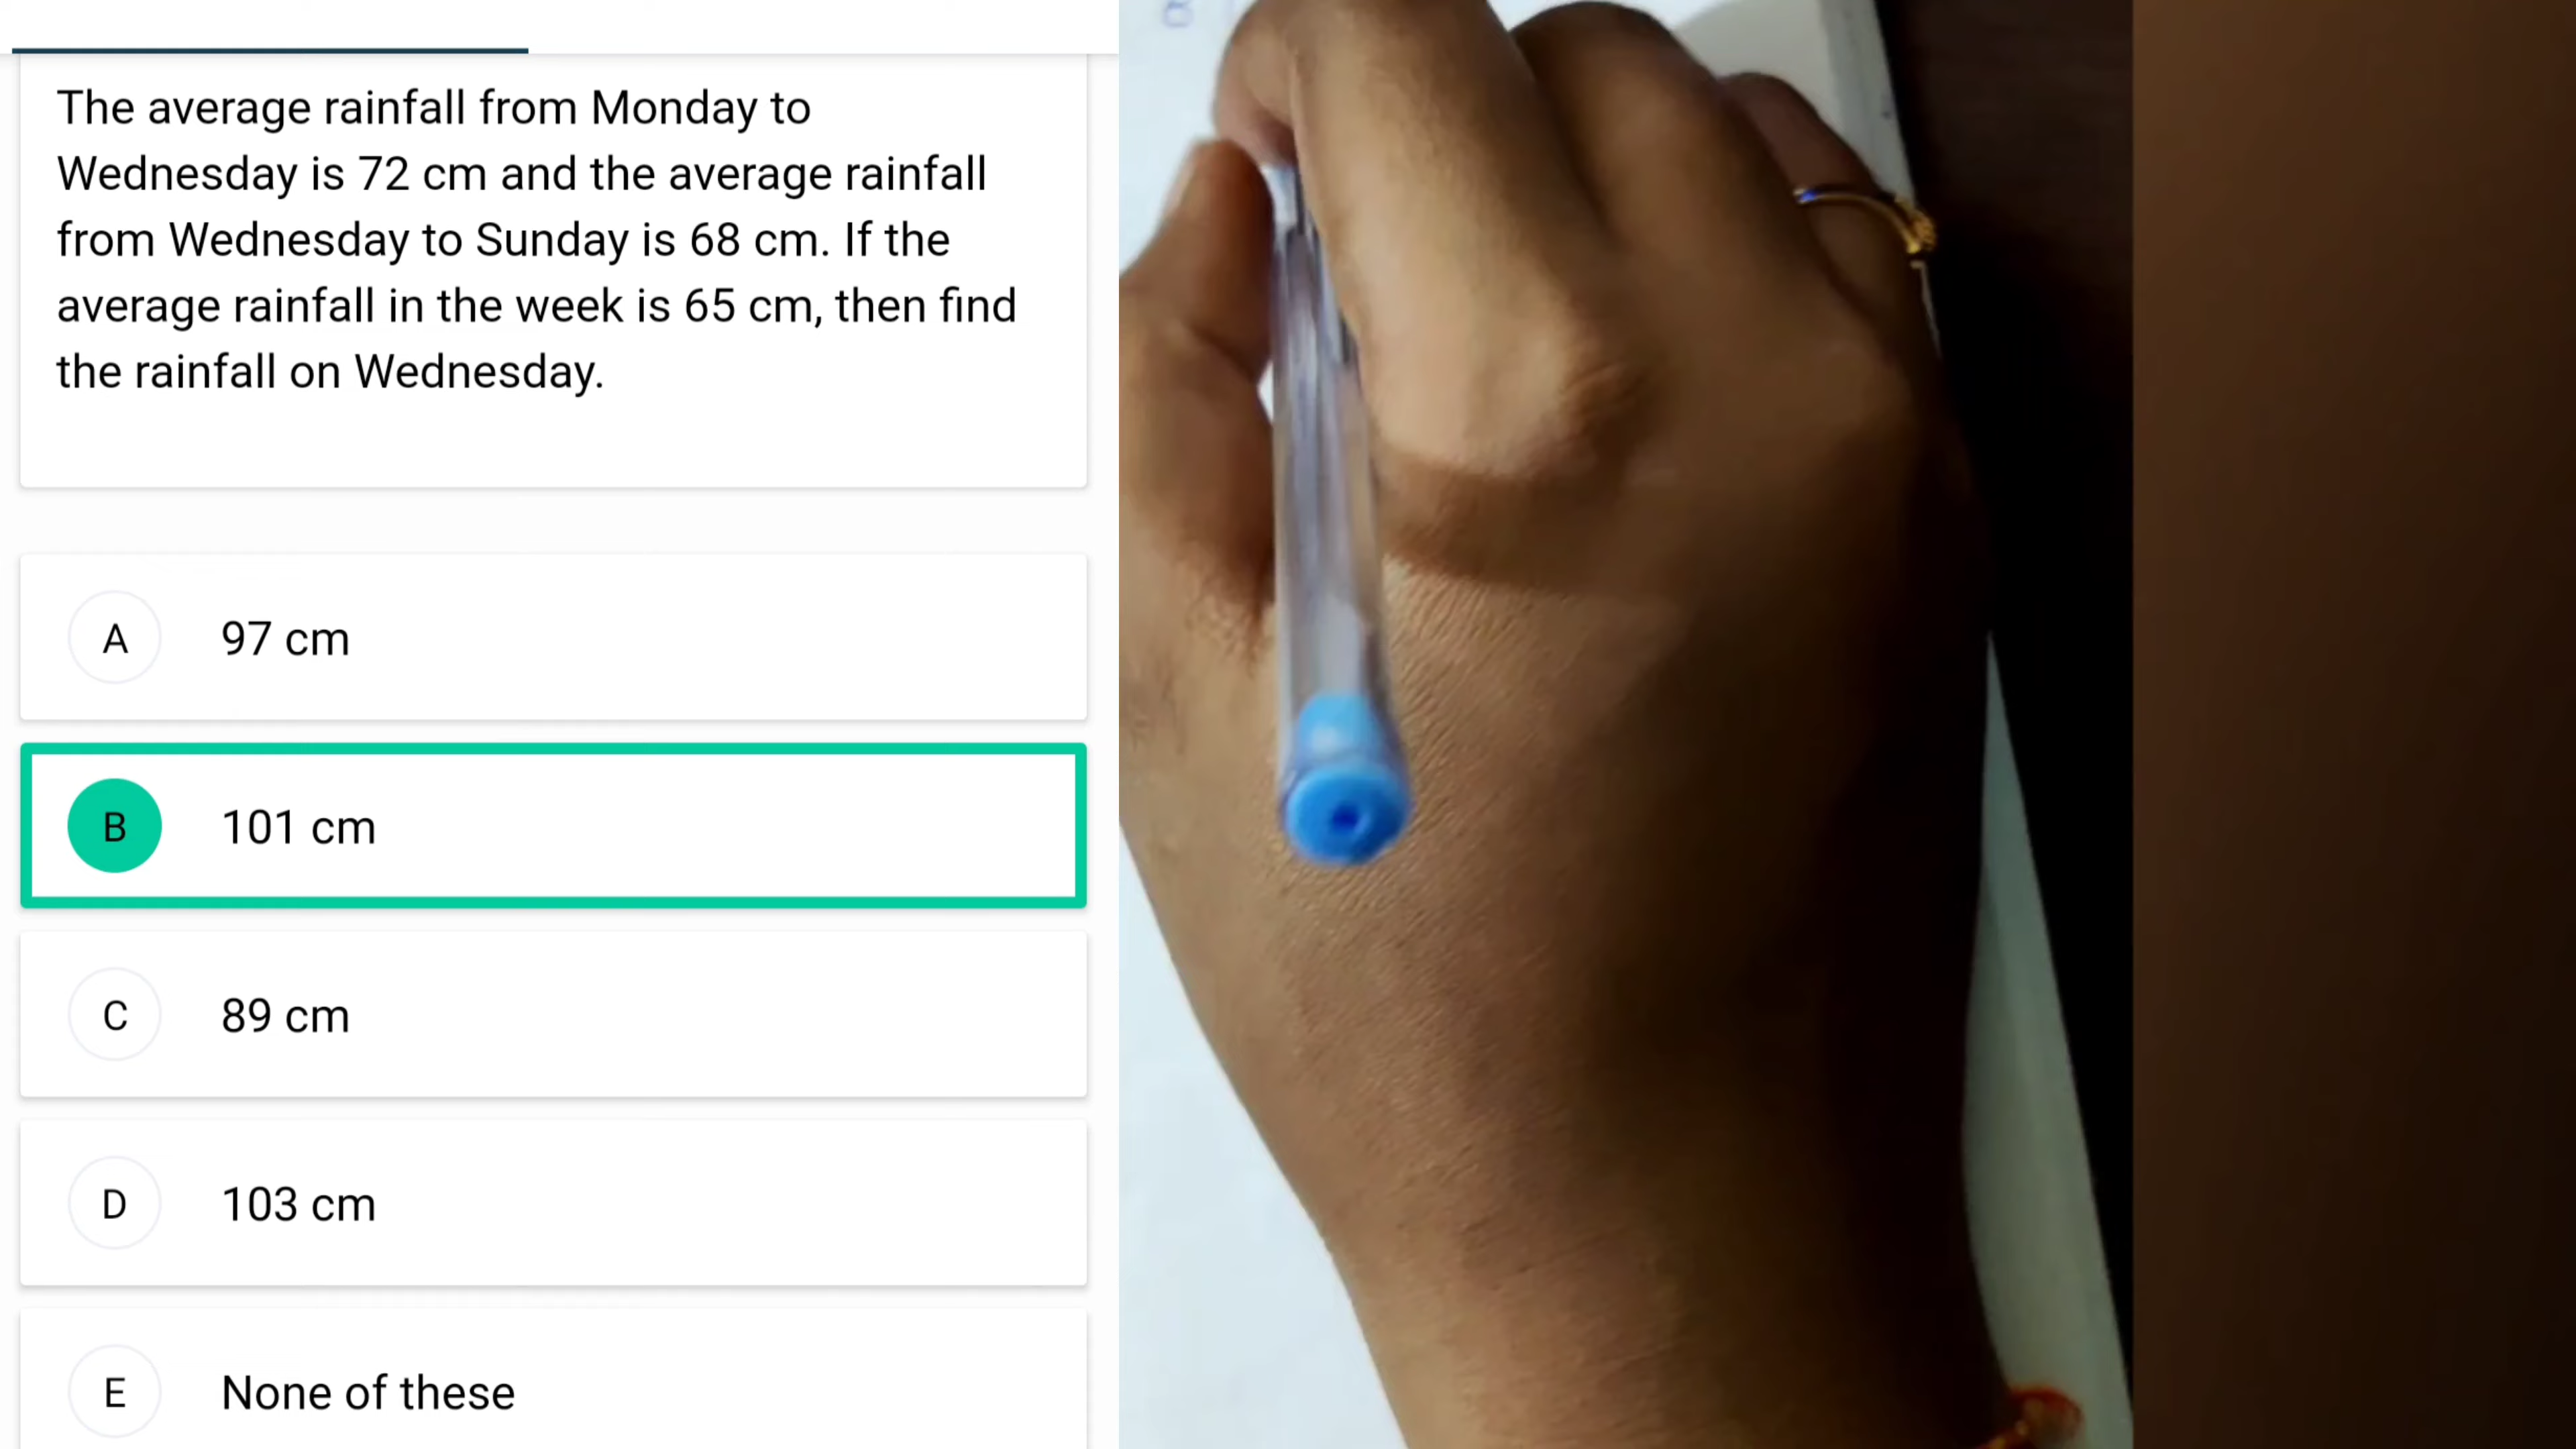 The average rainfall from Monday to
Wednesday is 72 cm and the average rainfall
from Wednesday to Sunday is 68 cm. If the
average rainfall in the week is 65 cm, then find
the rainfall on Wednesday.
A 97 cm
B 101 cm
C 89 cm
D 103 cm
E None of these